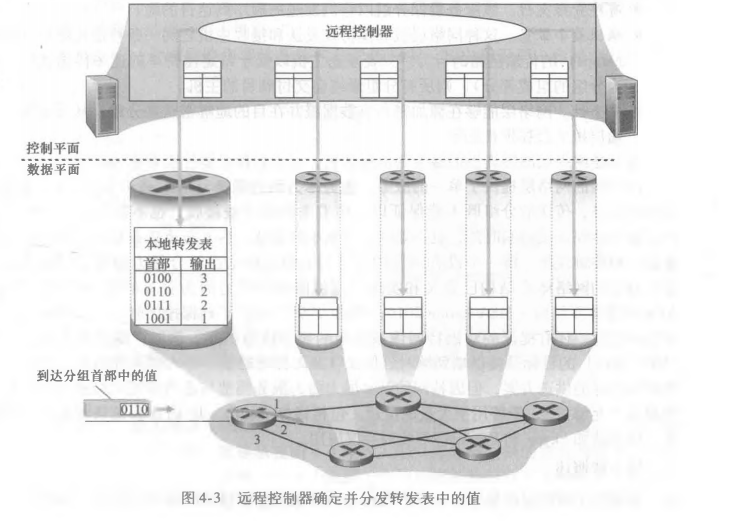 远程控制器
控制平面
数据平面
本地转发表
首部 输出
0100 3
0110 2
0111 2
1001 1
到达分组首部中的值
0110
1
2
3
图4-3 远程控制器确定并分发转发表中的值